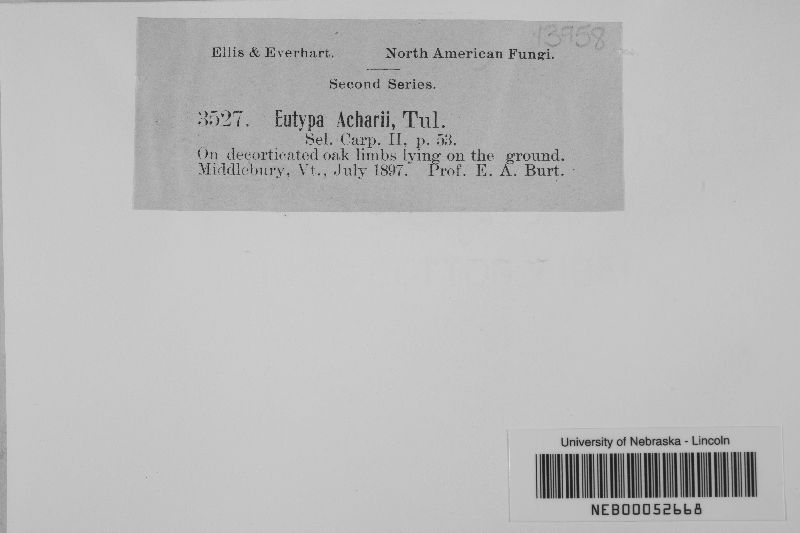 13958
Ellis & Everhart. North American Fungi.
Second Series.
3527. Eutypa Acharii, Tul.
Sel. Carp. II, p. 53.
On decorticated oak limbs lying on the ground.
Middlebury, Vt., July 1897. Prof. E. A. Burt.
University of Nebraska - Lincoln
NEB00052668